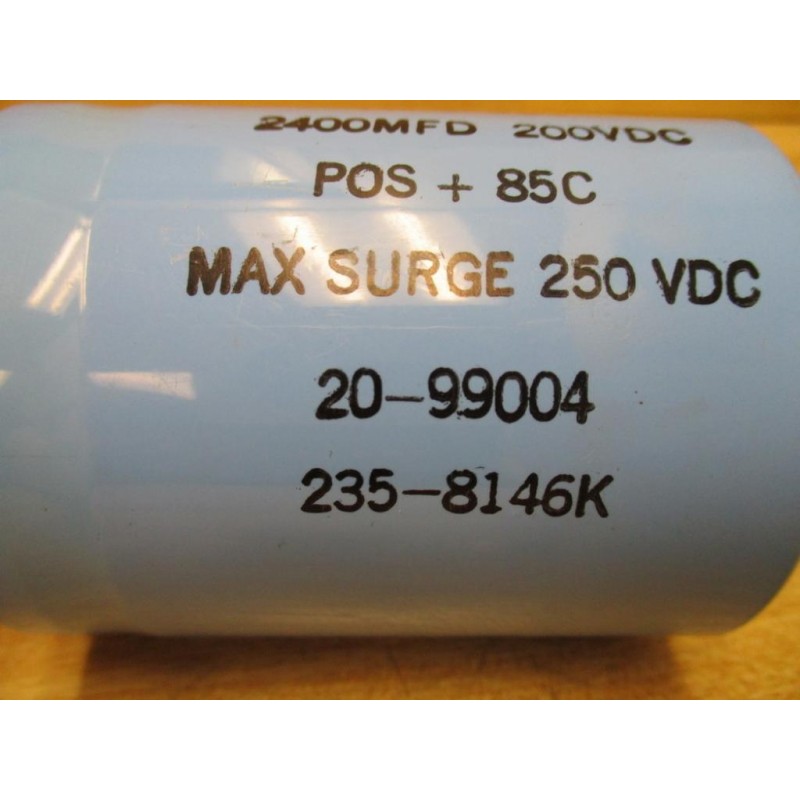 2400MFD 200VDC
POS + 85C
MAX SURGE 250 VDC
20-99004
235-8146K